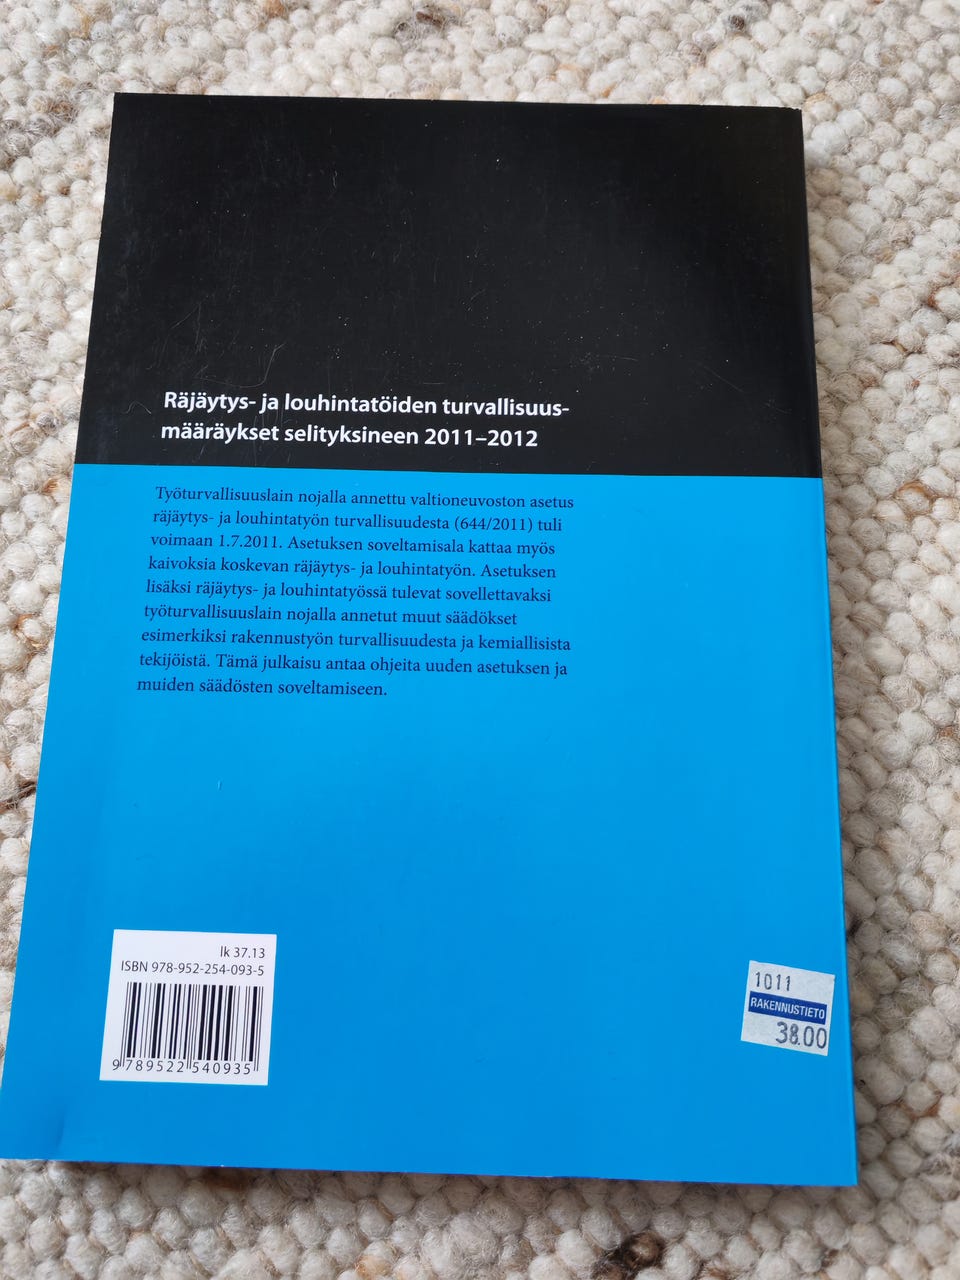 Räjäytys- ja louhintatöiden turvallisuus-
määräykset selityksineen 2011–2012
Työturvallisuuslain nojalla annettu valtioneuvoston asetus
räjäytys- ja louhintatyön turvallisuudesta (644/2011) tuli
voimaan 1.7.2011. Asetuksen soveltamisala kattaa myös
kaivoksia koskevan räjäytys- ja louhintatyön. Asetuksen
lisäksi räjäytys- ja louhintatyössä tulevat sovellettavaksi
työturvallisuuslain nojalla annetut muut säädökset
esimerkiksi rakennustyön turvallisuudesta ja kemiallisista
tekijöistä. Tämä julkaisu antaa ohjeita uuden asetuksen ja
muiden säädösten soveltamiseen.
lk 37.13
ISBN 978-952-254-093-5
9 789522 540935
1011
RAKENNUSTIETO
38.00